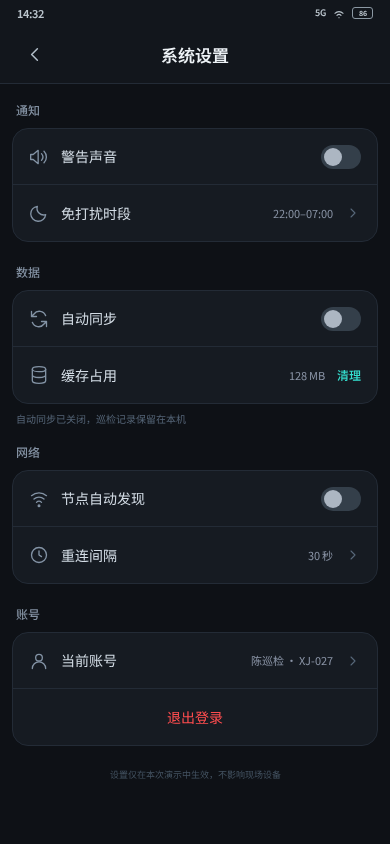 14:32
5G
86
系统设置
通知
警告声音
免打扰时段
22:00–07:00
数据
自动同步
缓存占用
128 MB 清理
自动同步已关闭，巡检记录保留在本机
网络
节点自动发现
重连间隔
30 秒
账号
当前账号
陈巡检 · XJ-027
退出登录
设置仅在本次演示中生效，不影响现场设备